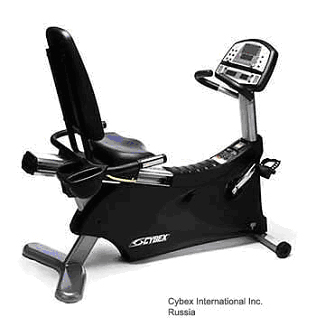 CYBEX
Cybex International Inc.
Russia